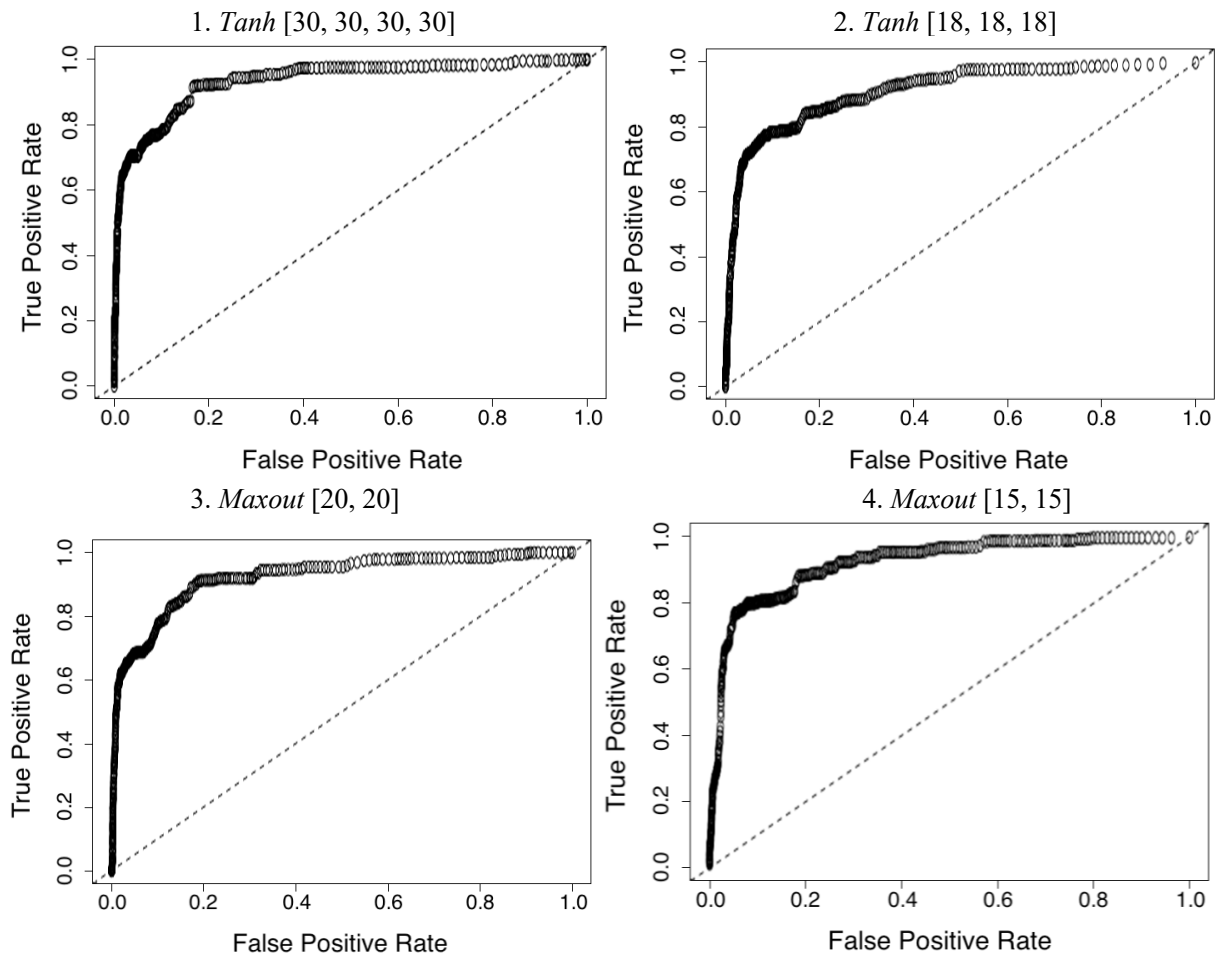 1. Tanh [30, 30, 30, 30]
True Positive Rate
0.0 0.2 0.4 0.6 0.8 1.0
0.0 0.2 0.4 0.6 0.8 1.0
False Positive Rate
2. Tanh [18, 18, 18]
True Positive Rate
0.0 0.2 0.4 0.6 0.8 1.0
0.0 0.2 0.4 0.6 0.8 1.0
False Positive Rate
3. Maxout [20, 20]
True Positive Rate
0.0 0.2 0.4 0.6 0.8 1.0
0.0 0.2 0.4 0.6 0.8 1.0
False Positive Rate
4. Maxout [15, 15]
True Positive Rate
0.0 0.2 0.4 0.6 0.8 1.0
0.0 0.2 0.4 0.6 0.8 1.0
False Positive Rate